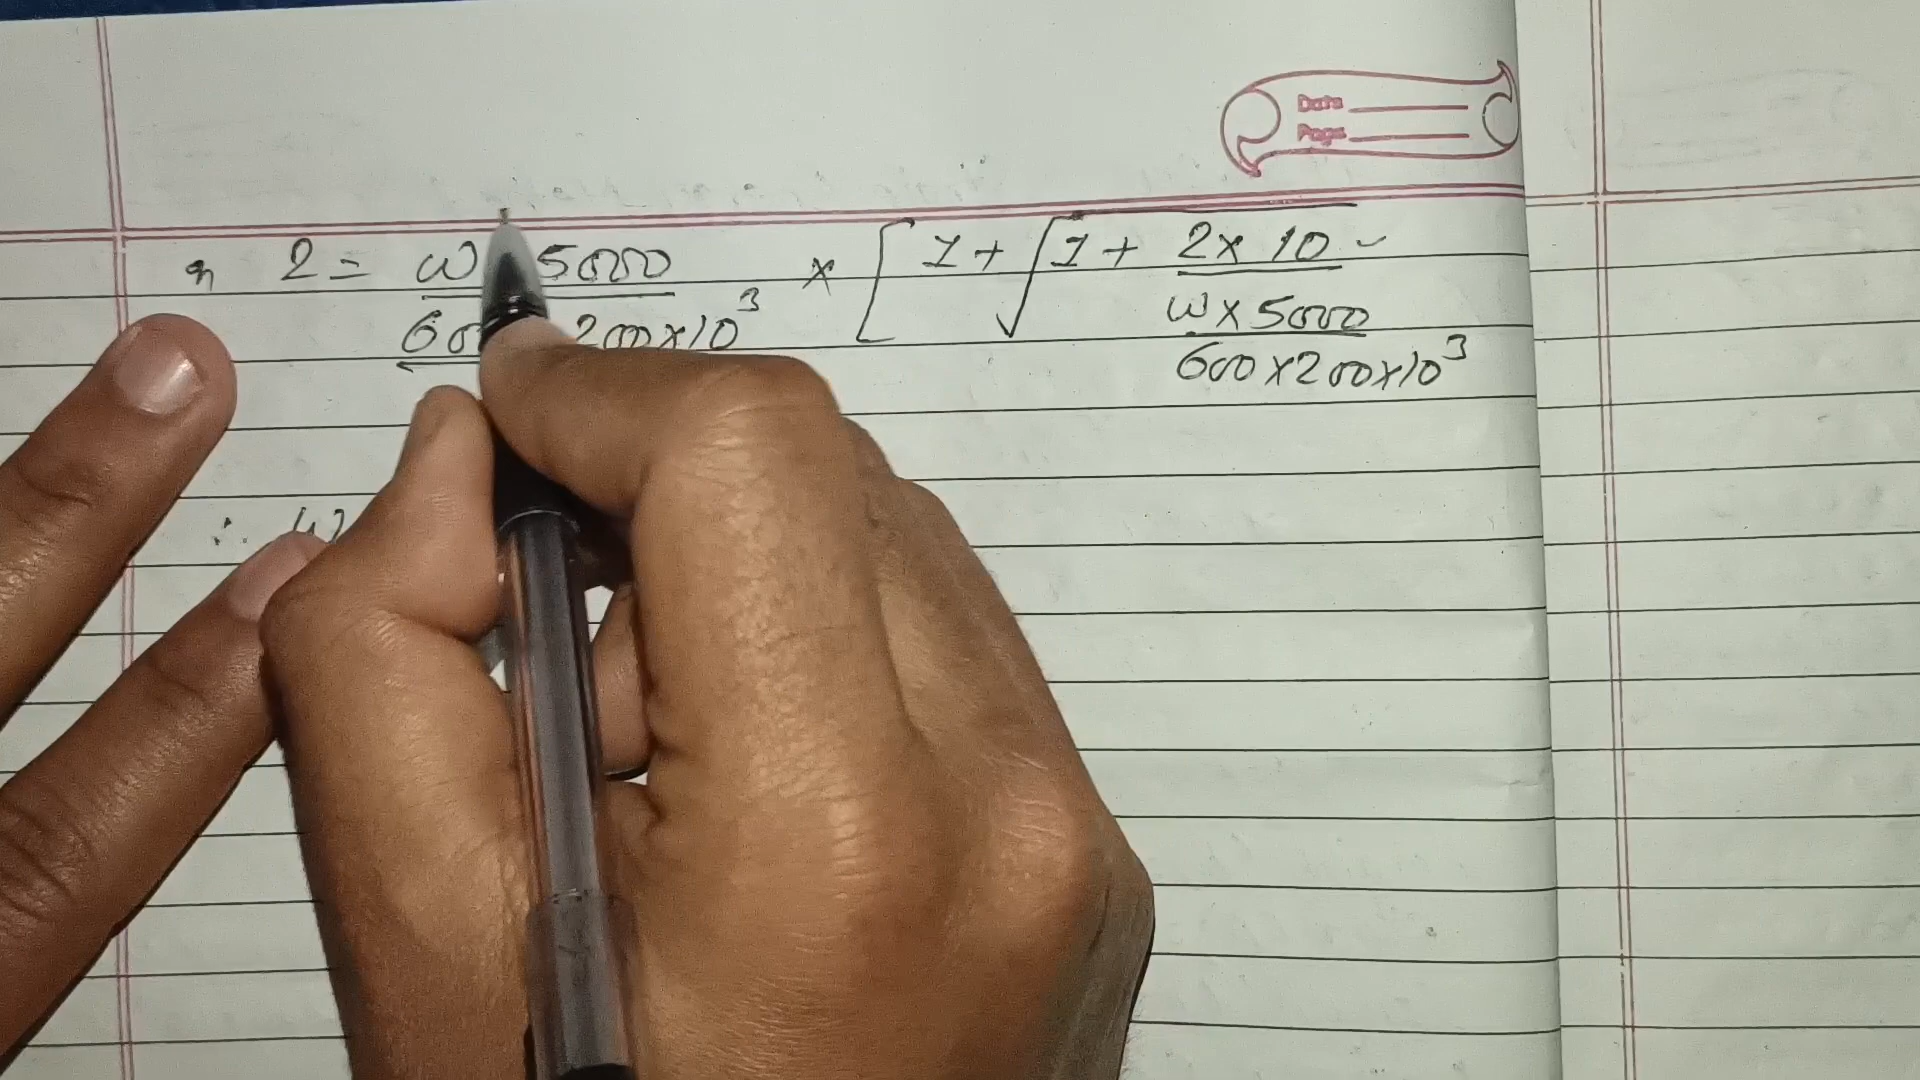 Date
Page
2 = W 5000 × [ 1 + √ 1 + 2 × 10
600 200×10³ W × 5000
600×200×10³
∴ W